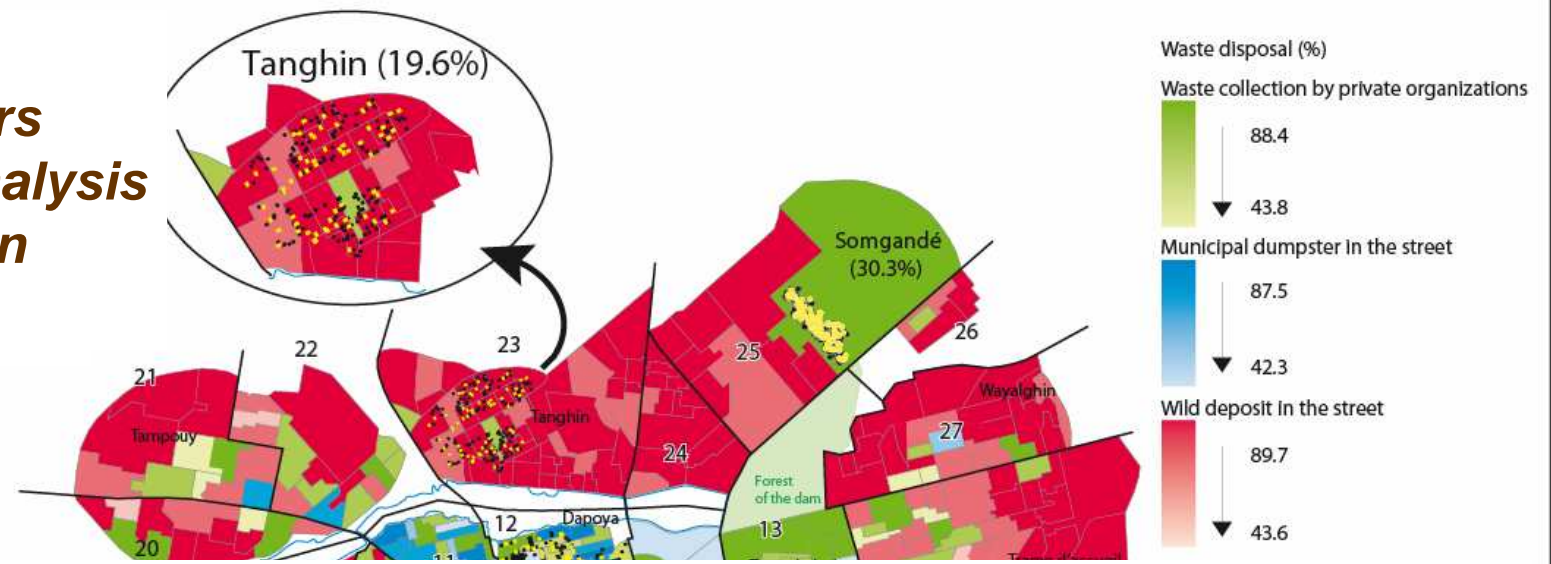 rs
alysis
n
Tanghin (19.6%)
Somgandé
(30.3%)
26
25
23
22
21
Tampouy
Tanghin
24
Wayalghin
27
Forest
of the dam
13
12
Dapoya
20
11
Waste disposal (%)
Waste collection by private organizations
88.4
43.8
Municipal dumpster in the street
87.5
42.3
Wild deposit in the street
89.7
43.6